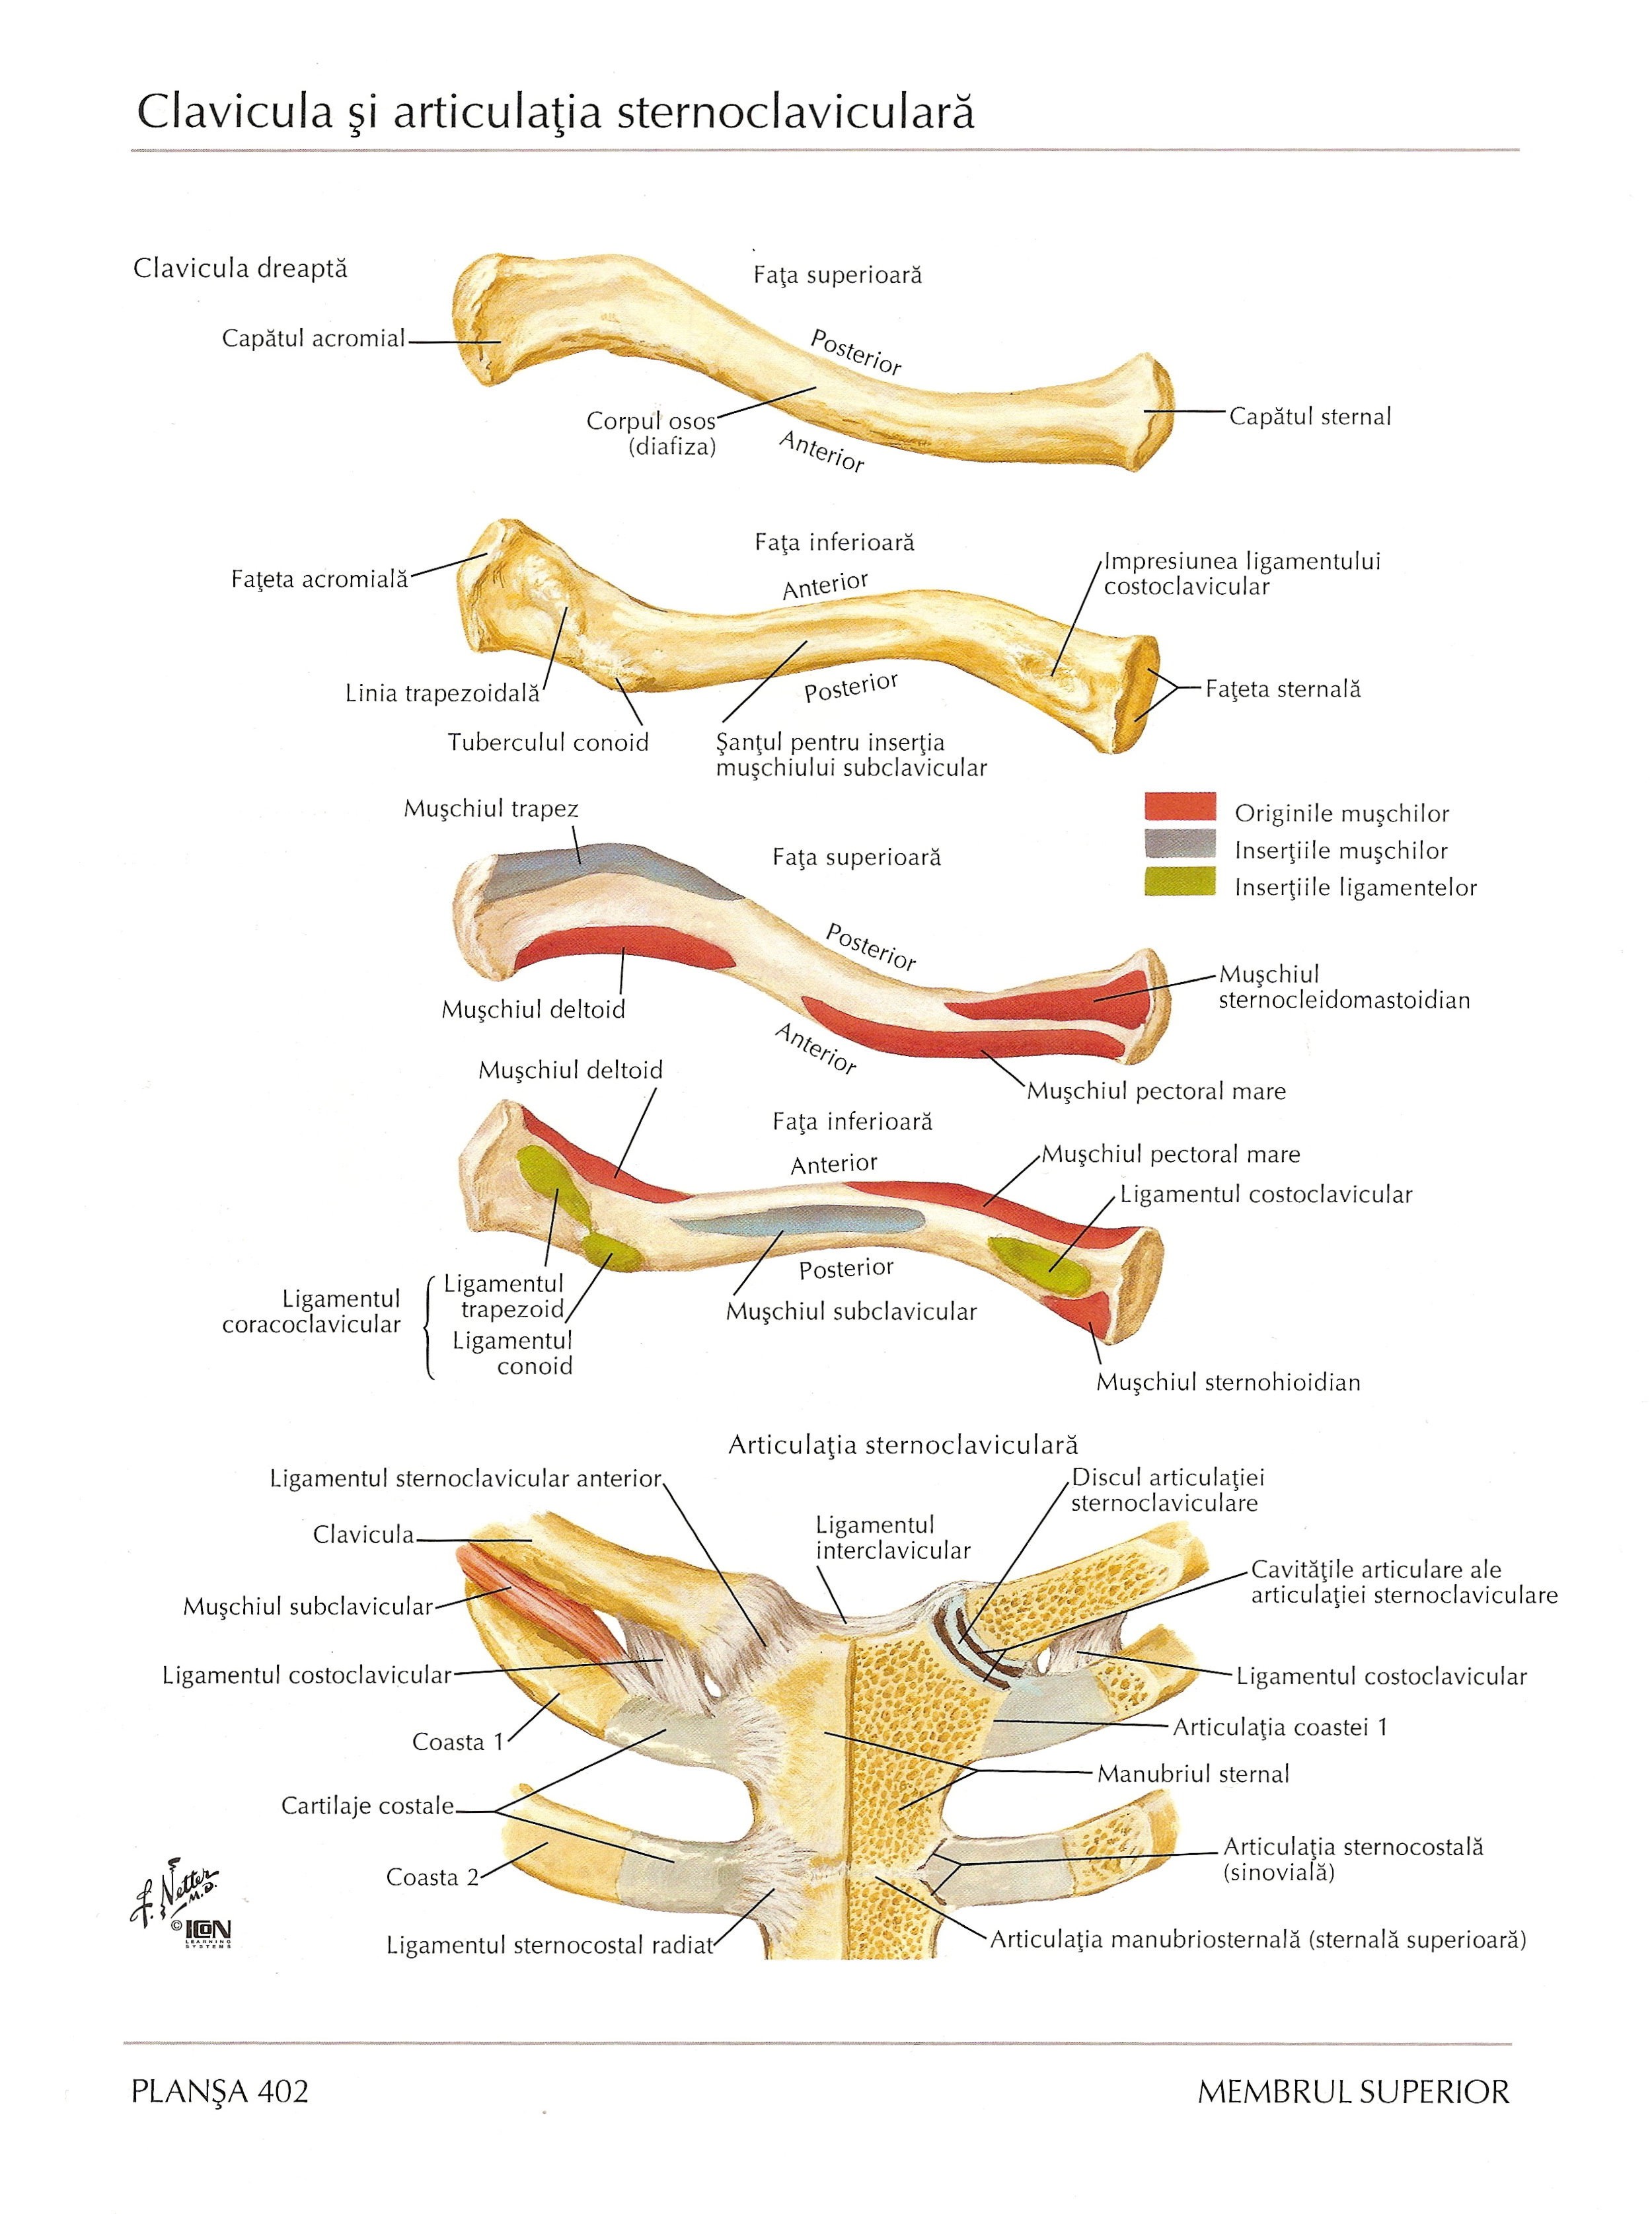 Clavicula şi articulaţia sternoclaviculară
Clavicula dreaptă
Faţa superioară
Capătul acromial
Posterior
Corpul osos
(diafiza)
Anterior
Capătul sternal
Faţa inferioară
Anterior
Impresiunea ligamentului
costoclavicular
Faţeta acromială
Linia trapezoidală
Posterior
Faţeta sternală
Tuberculul conoid
Şanţul pentru inserţia
muşchiului subclavicular
Muşchiul trapez
Originile muşchilor
Inserţiile muşchilor
Inserţiile ligamentelor
Faţa superioară
Posterior
Muşchiul
sternocleidomastoidian
Muşchiul deltoid
Anterior
Muşchiul pectoral mare
Muşchiul deltoid
Faţa inferioară
Anterior
Muşchiul pectoral mare
Ligamentul costoclavicular
Posterior
Ligamentul
coracoclavicular
Ligamentul
trapezoid
Ligamentul
conoid
Muşchiul subclavicular
Muşchiul sternohioidian
Articulaţia sternoclaviculară
Ligamentul sternoclavicular anterior
Discul articulaţiei
sternoclaviculare
Clavicula
Ligamentul
interclavicular
Cavităţile articulare ale
articulaţiei sternoclaviculare
Muşchiul subclavicular
Ligamentul costoclavicular
Ligamentul costoclavicular
Coasta 1
Articulaţia coastei 1
Manubriul sternal
Cartilaje costale
Coasta 2
Articulaţia sternocostală
(sinovială)
Ligamentul sternocostal radiat
Articulaţia manubriosternală (sternală superioară)
F. Netter
M.D.
© ICON
LEARNING
SYSTEMS
PLANŞA 402
MEMBRUL SUPERIOR